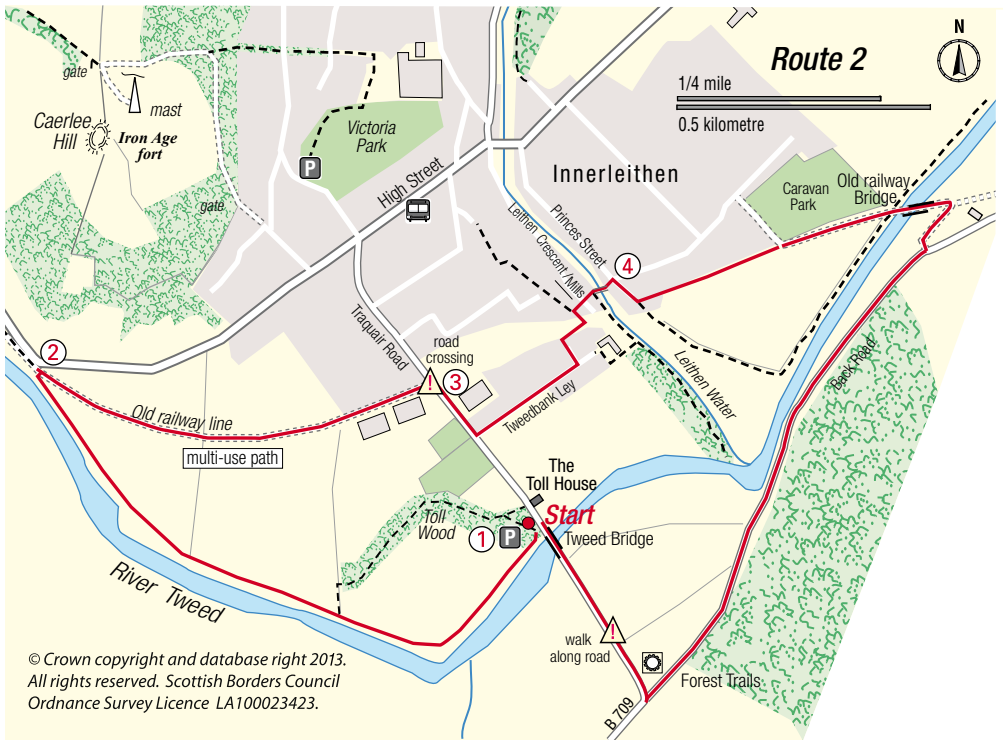 Route 2
N
1/4 mile
0.5 kilometre
gate
mast
Caerlee
Hill
Iron Age
fort
Victoria
Park
P
High Street
Innerleithen
Caravan
Park
Old railway
Bridge
gate
Leithen Crescent/Mills
Princes Street
4
Traquair Road
road
crossing
2
!
3
Old railway line
multi-use path
Tweedbank Ley
Leithen Water
Back Road
The
Toll House
Start
Toll
Wood
1
P
Tweed Bridge
River Tweed
!
walk
along road
Forest Trails
B 709
© Crown copyright and database right 2013.
All rights reserved. Scottish Borders Council
Ordnance Survey Licence LA100023423.